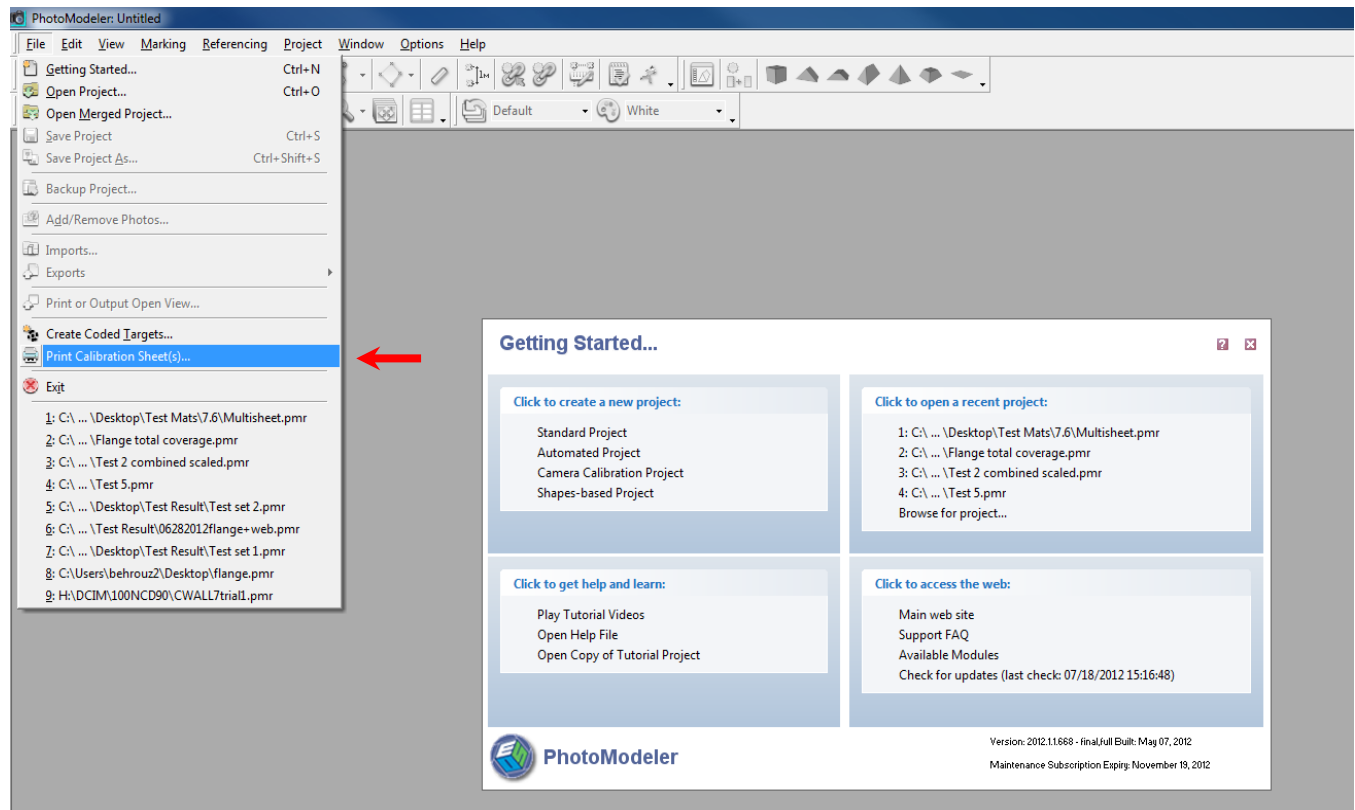 PhotoModeler: Untitled
File Edit View Marking Referencing Project Window Options Help
Getting Started... Ctrl+N
Open Project... Ctrl+O
Open Merged Project...
Save Project Ctrl+S
Save Project As... Ctrl+Shift+S
Backup Project...
Add/Remove Photos...
Imports...
Exports
Print or Output Open View...
Create Coded Targets...
Print Calibration Sheet(s)...
Exit
1: C:\ ... \Desktop\Test Mats\7.6\Multisheet.pmr
2: C:\ ... \Flange total coverage.pmr
3: C:\ ... \Test 2 combined scaled.pmr
4: C:\ ... \Test 5.pmr
5: C:\ ... \Desktop\Test Result\Test set 2.pmr
6: C:\ ... \Test Result\06282012flange+web.pmr
7: C:\ ... \Desktop\Test Result\Test set 1.pmr
8: C:\Users\behrouz2\Desktop\flange.pmr
9: H:\DCIM\100NCD90\CWALL7trial1.pmr
Default White
Getting Started...
Click to create a new project:
Standard Project
Automated Project
Camera Calibration Project
Shapes-based Project
Click to open a recent project:
1: C:\ ... \Desktop\Test Mats\7.6\Multisheet.pmr
2: C:\ ... \Flange total coverage.pmr
3: C:\ ... \Test 2 combined scaled.pmr
4: C:\ ... \Test 5.pmr
Browse for project...
Click to get help and learn:
Play Tutorial Videos
Open Help File
Open Copy of Tutorial Project
Click to access the web:
Main web site
Support FAQ
Available Modules
Check for updates (last check: 07/18/2012 15:16:48)
PhotoModeler
Version: 2012.1.1.668 - final,full Built: May 07, 2012
Maintenance Subscription Expiry: November 19, 2012